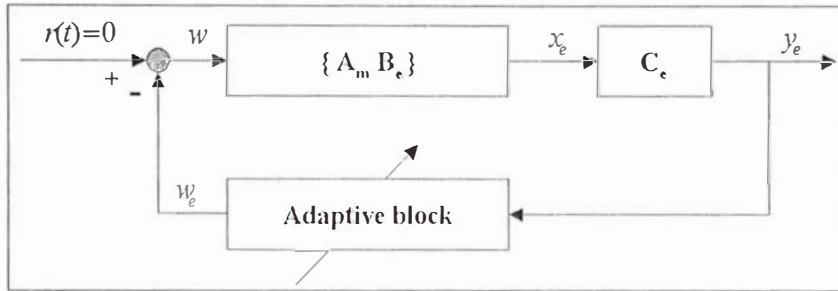 r(t)=0 w { A_m B_e } x_e C_e y_e
+
-
w_e Adaptive block